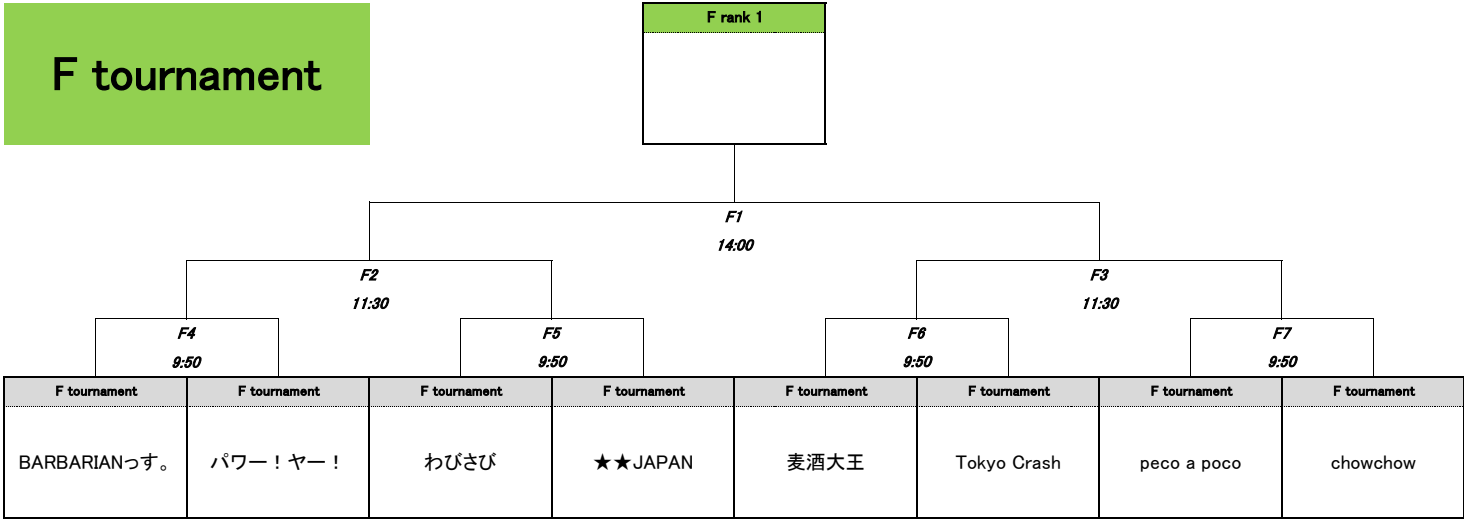 F tournament
F rank 1
F1
14:00
F2
F3
11:30
11:30
F4
F5
F6
F7
9:50
9:50
9:50
9:50
F tournament
F tournament
F tournament
F tournament
F tournament
F tournament
F tournament
F tournament
BARBARIANっす。
パワー！ヤー！
わびさび
★★JAPAN
麦酒大王
Tokyo Crash
peco a poco
chowchow